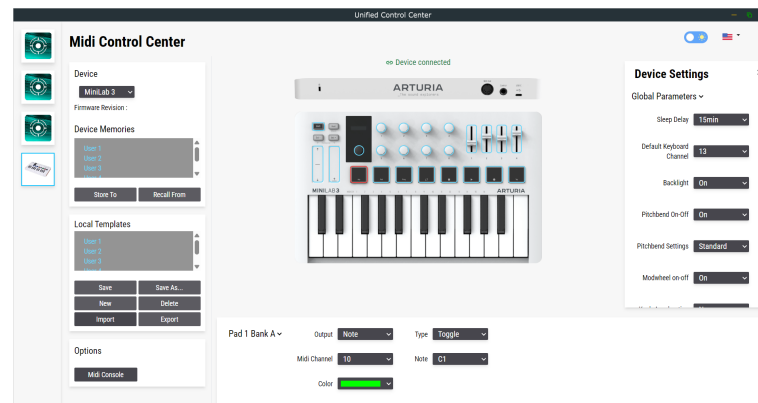 Unified Control Center
Midi Control Center
Device connected
Device
MiniLab 3
Firmware Revision :
Device Memories
User 1
User 2
User 3
Store To
Recall From
Local Templates
User 1
User 2
User 3
Save
Save As...
New
Delete
Import
Export
Options
Midi Console
ARTURIA
MINILAB 3
ARTURIA
Pad 1 Bank A
Output
Note
Type
Toggle
Midi Channel
10
Note
C1
Color
Device Settings
Global Parameters
Sleep Delay
15min
Default Keyboard Channel
13
Backlight
On
Pitchbend On-Off
On
Pitchbend Settings
Standard
Modwheel on-off
On